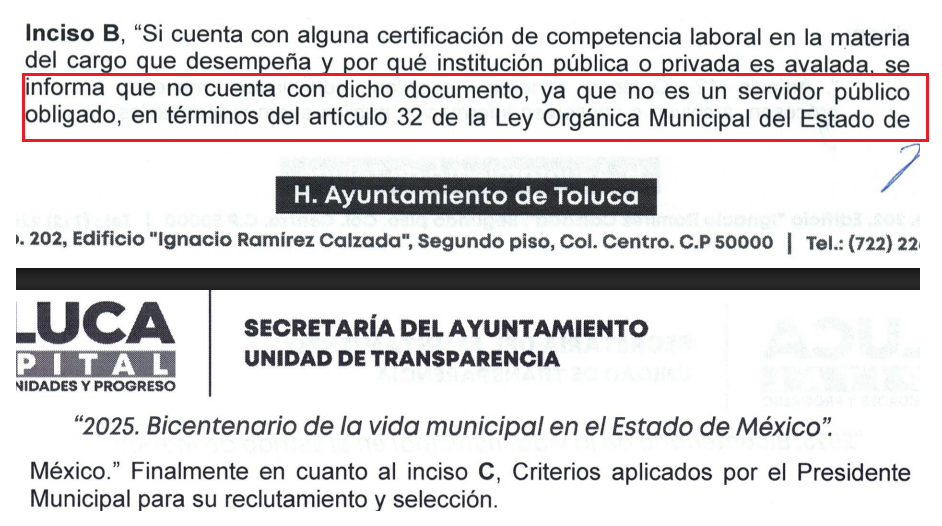 Inciso B, “Si cuenta con alguna certificación de competencia laboral en la materia
del cargo que desempeña y por qué institución pública o privada es avalada, se
informa que no cuenta con dicho documento, ya que no es un servidor público
obligado, en términos del artículo 32 de la Ley Orgánica Municipal del Estado de
H. Ayuntamiento de Toluca
. 202, Edificio "Ignacio Ramírez Calzada", Segundo piso, Col. Centro. C.P 50000 | Tel.: (722) 22
LUCA
PITAL
NIDADES Y PROGRESO
SECRETARÍA DEL AYUNTAMIENTO
UNIDAD DE TRANSPARENCIA
“2025. Bicentenario de la vida municipal en el Estado de México”.
México.” Finalmente en cuanto al inciso C, Criterios aplicados por el Presidente
Municipal para su reclutamiento y selección.